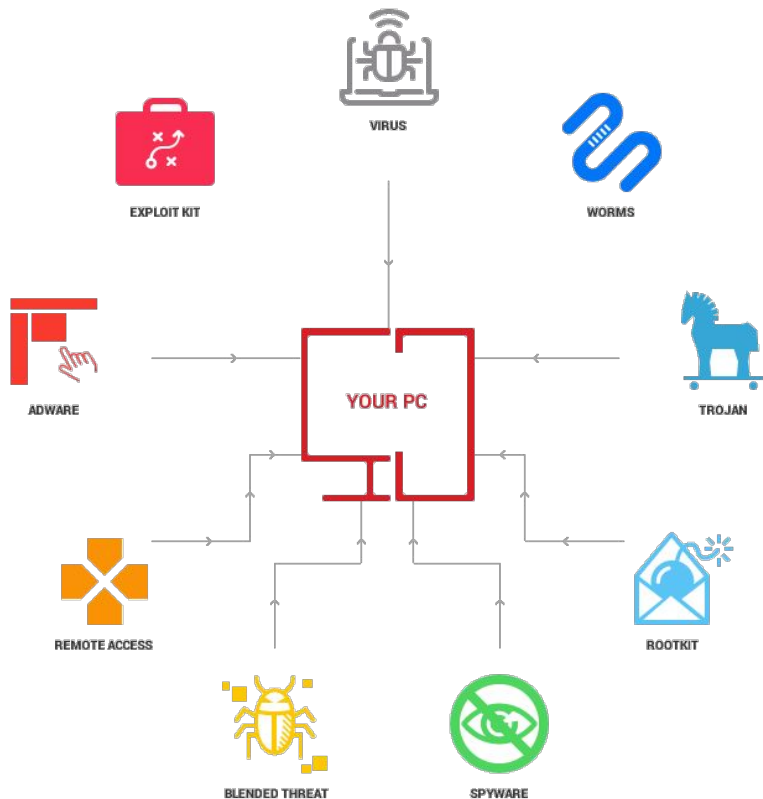 VIRUS
EXPLOIT KIT
WORMS
ADWARE
YOUR PC
TROJAN
REMOTE ACCESS
ROOTKIT
BLENDED THREAT
SPYWARE